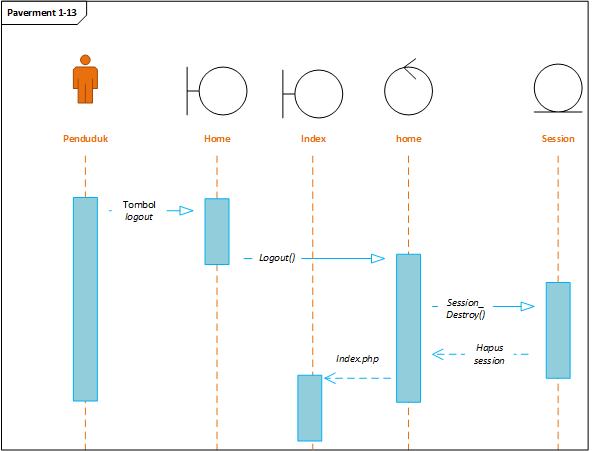 Paverment 1-13
Penduduk
Home
Index
home
Session
Tombol
logout
Logout()
Session_
Destroy()
Hapus
session
Index.php